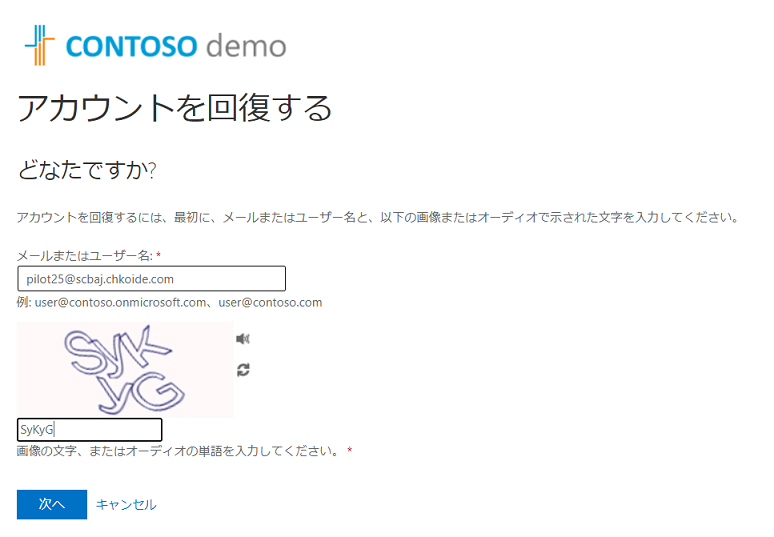 CONTOSO demo
アカウントを回復する
どなたですか?
アカウントを回復するには、最初に、メールまたはユーザー名と、以下の画像またはオーディオで示された文字を入力してください。
メールまたはユーザー名: *
pilot25@scbaj.chkoide.com
例: user@contoso.onmicrosoft.com、user@contoso.com
SyK
yG
SyKyG
画像の文字、またはオーディオの単語を入力してください。 *
次へ キャンセル